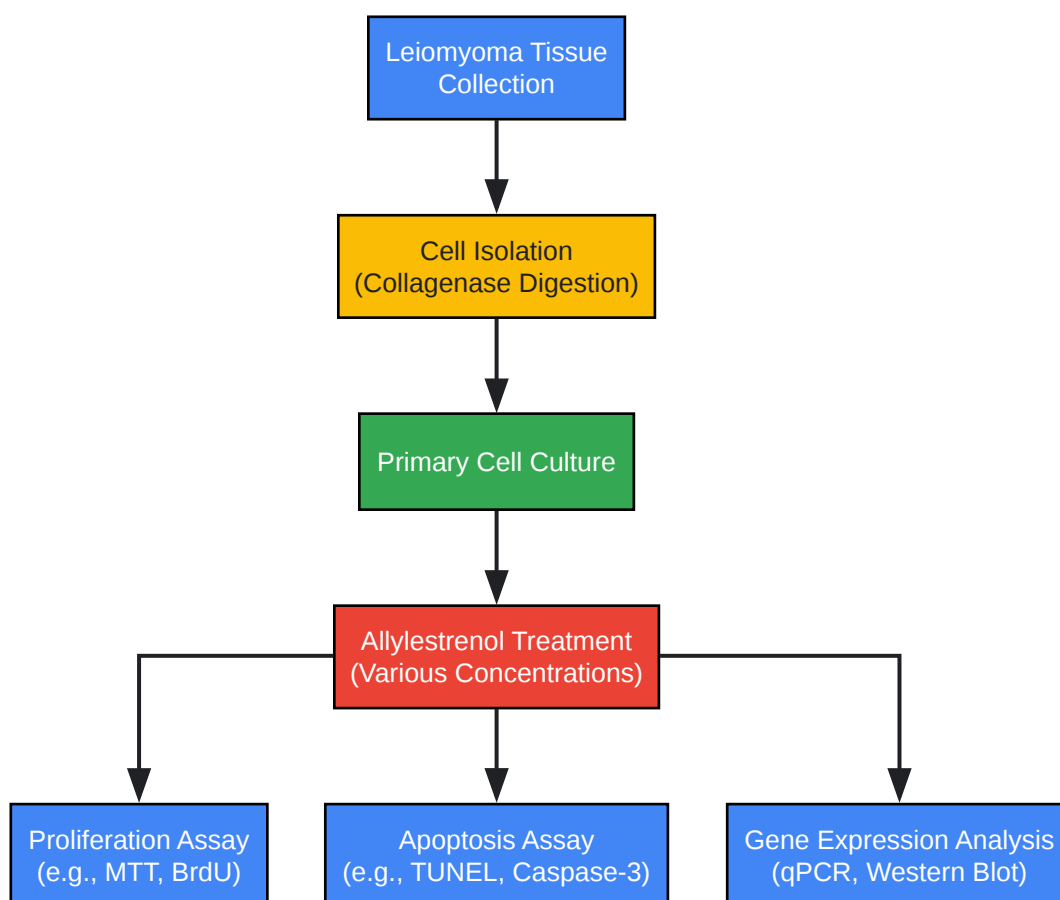 Leiomyoma Tissue
Collection
Cell Isolation
(Collagenase Digestion)
Primary Cell Culture
Allylestrenol Treatment
(Various Concentrations)
Proliferation Assay
(e.g., MTT, BrdU)
Apoptosis Assay
(e.g., TUNEL, Caspase-3)
Gene Expression Analysis
(qPCR, Western Blot)